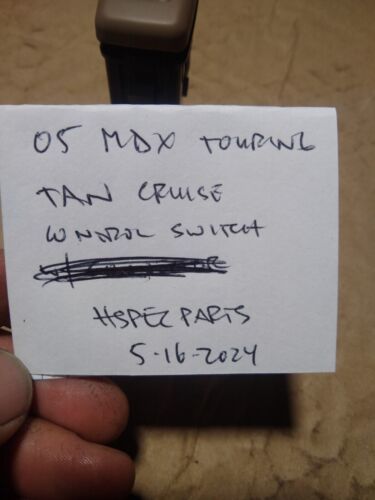 05 MDX TOURING
TAN CRUISE
CONTROL SWITCH
HSPEC PARTS
5-16-2024